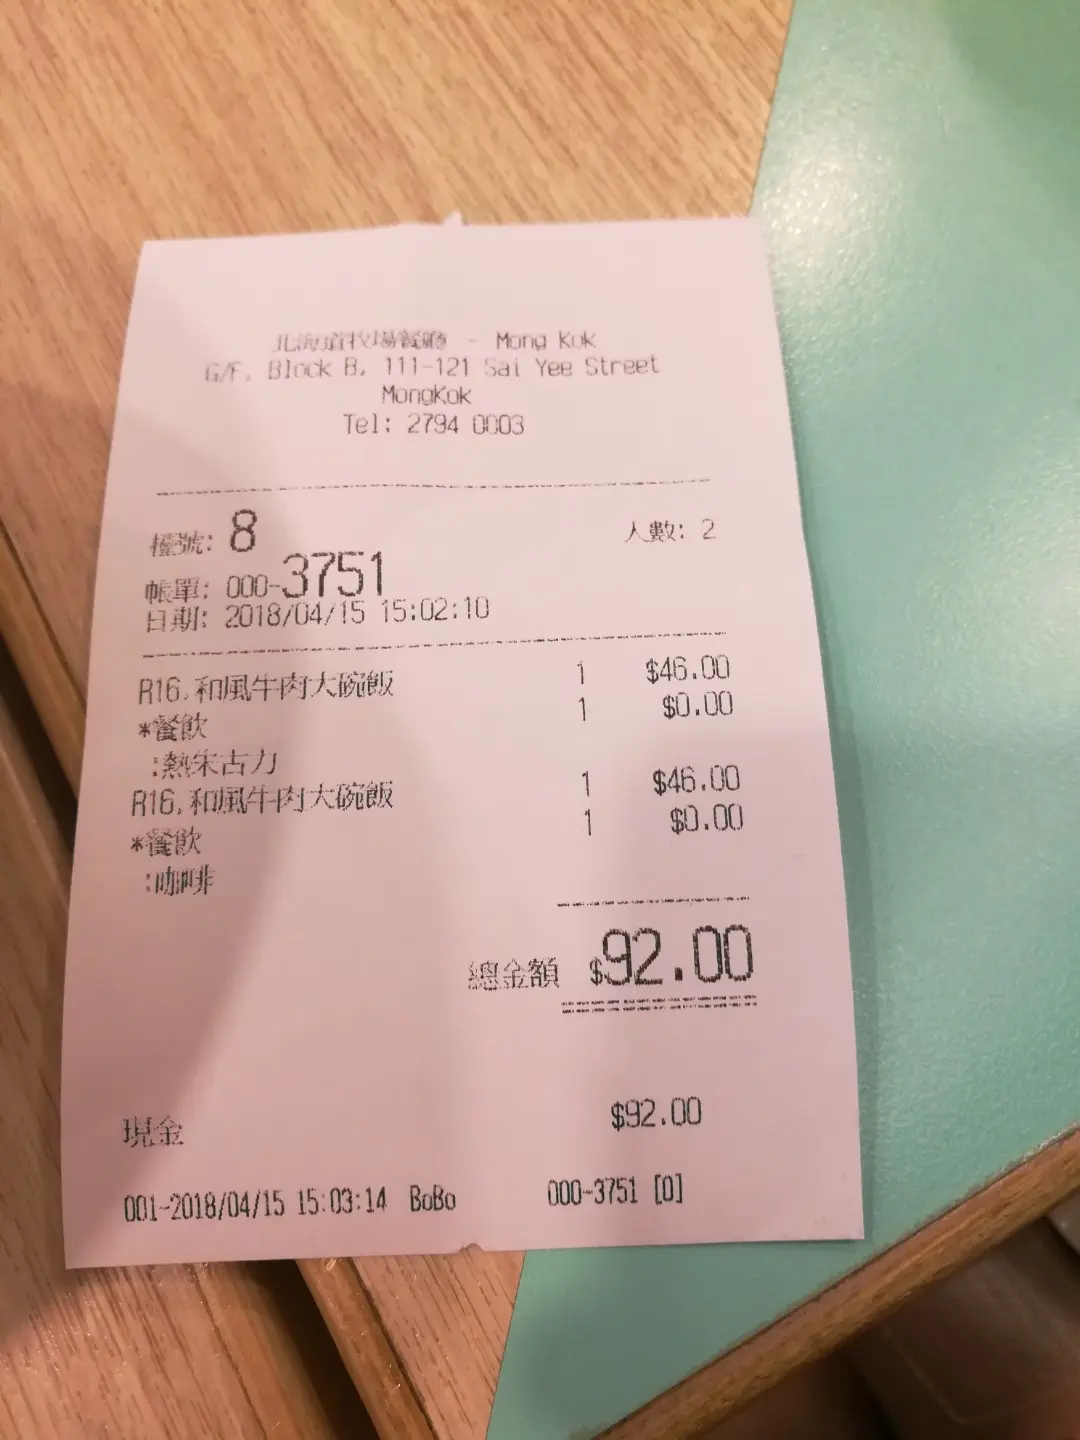 北海道牧場餐廳 - Mong Kok
G/F, Block B, 111-121 Sai Yee Street
MongKok
Tel: 2794 0003
檯號: 8 人數: 2
帳單: 000-3751
日期: 2018/04/15 15:02:10
R16,和風牛肉大碗飯 1 $46.00
*餐飲 1 $0.00
:熱朱古力
R16,和風牛肉大碗飯 1 $46.00
*餐飲 1 $0.00
:咖啡
總金額 $92.00
現金 $92.00
001-2018/04/15 15:03:14 BoBo 000-3751 [0]